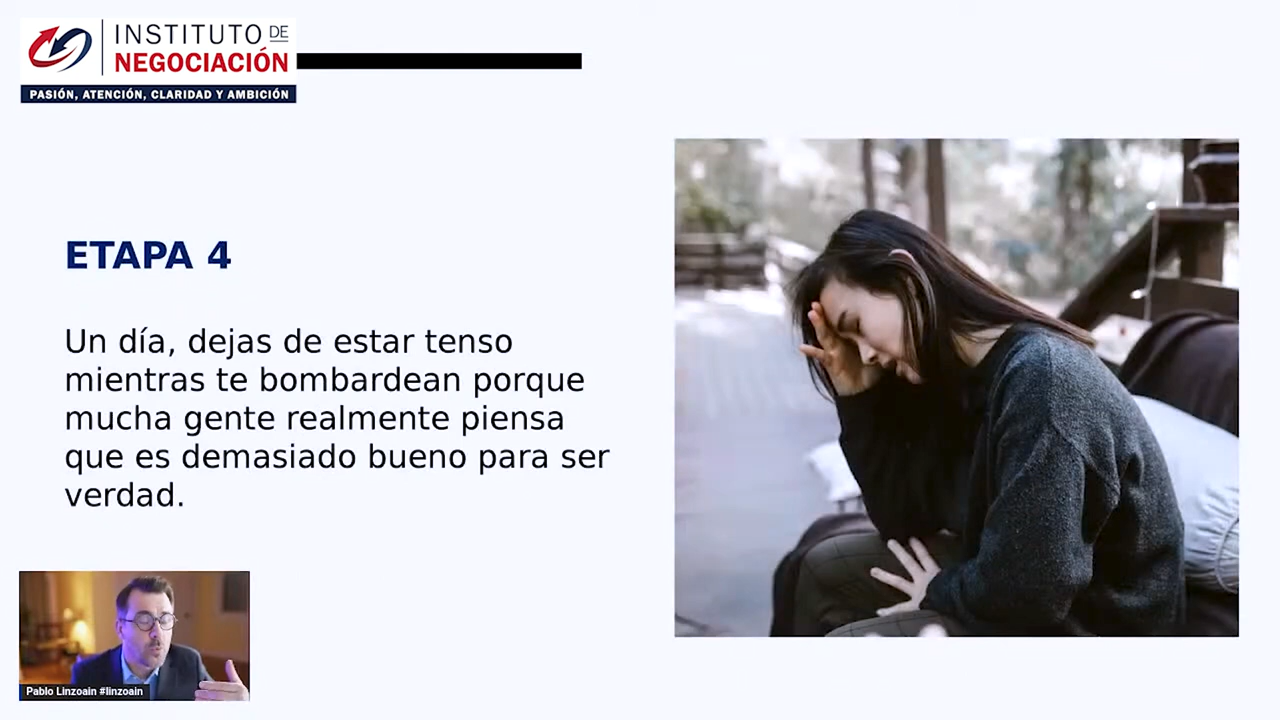 INSTITUTO DE
NEGOCIACIÓN
PASIÓN, ATENCIÓN, CLARIDAD Y AMBICIÓN
ETAPA 4
Un día, dejas de estar tenso
mientras te bombardean porque
mucha gente realmente piensa
que es demasiado bueno para ser
verdad.
Pablo Linzoain #linzoain